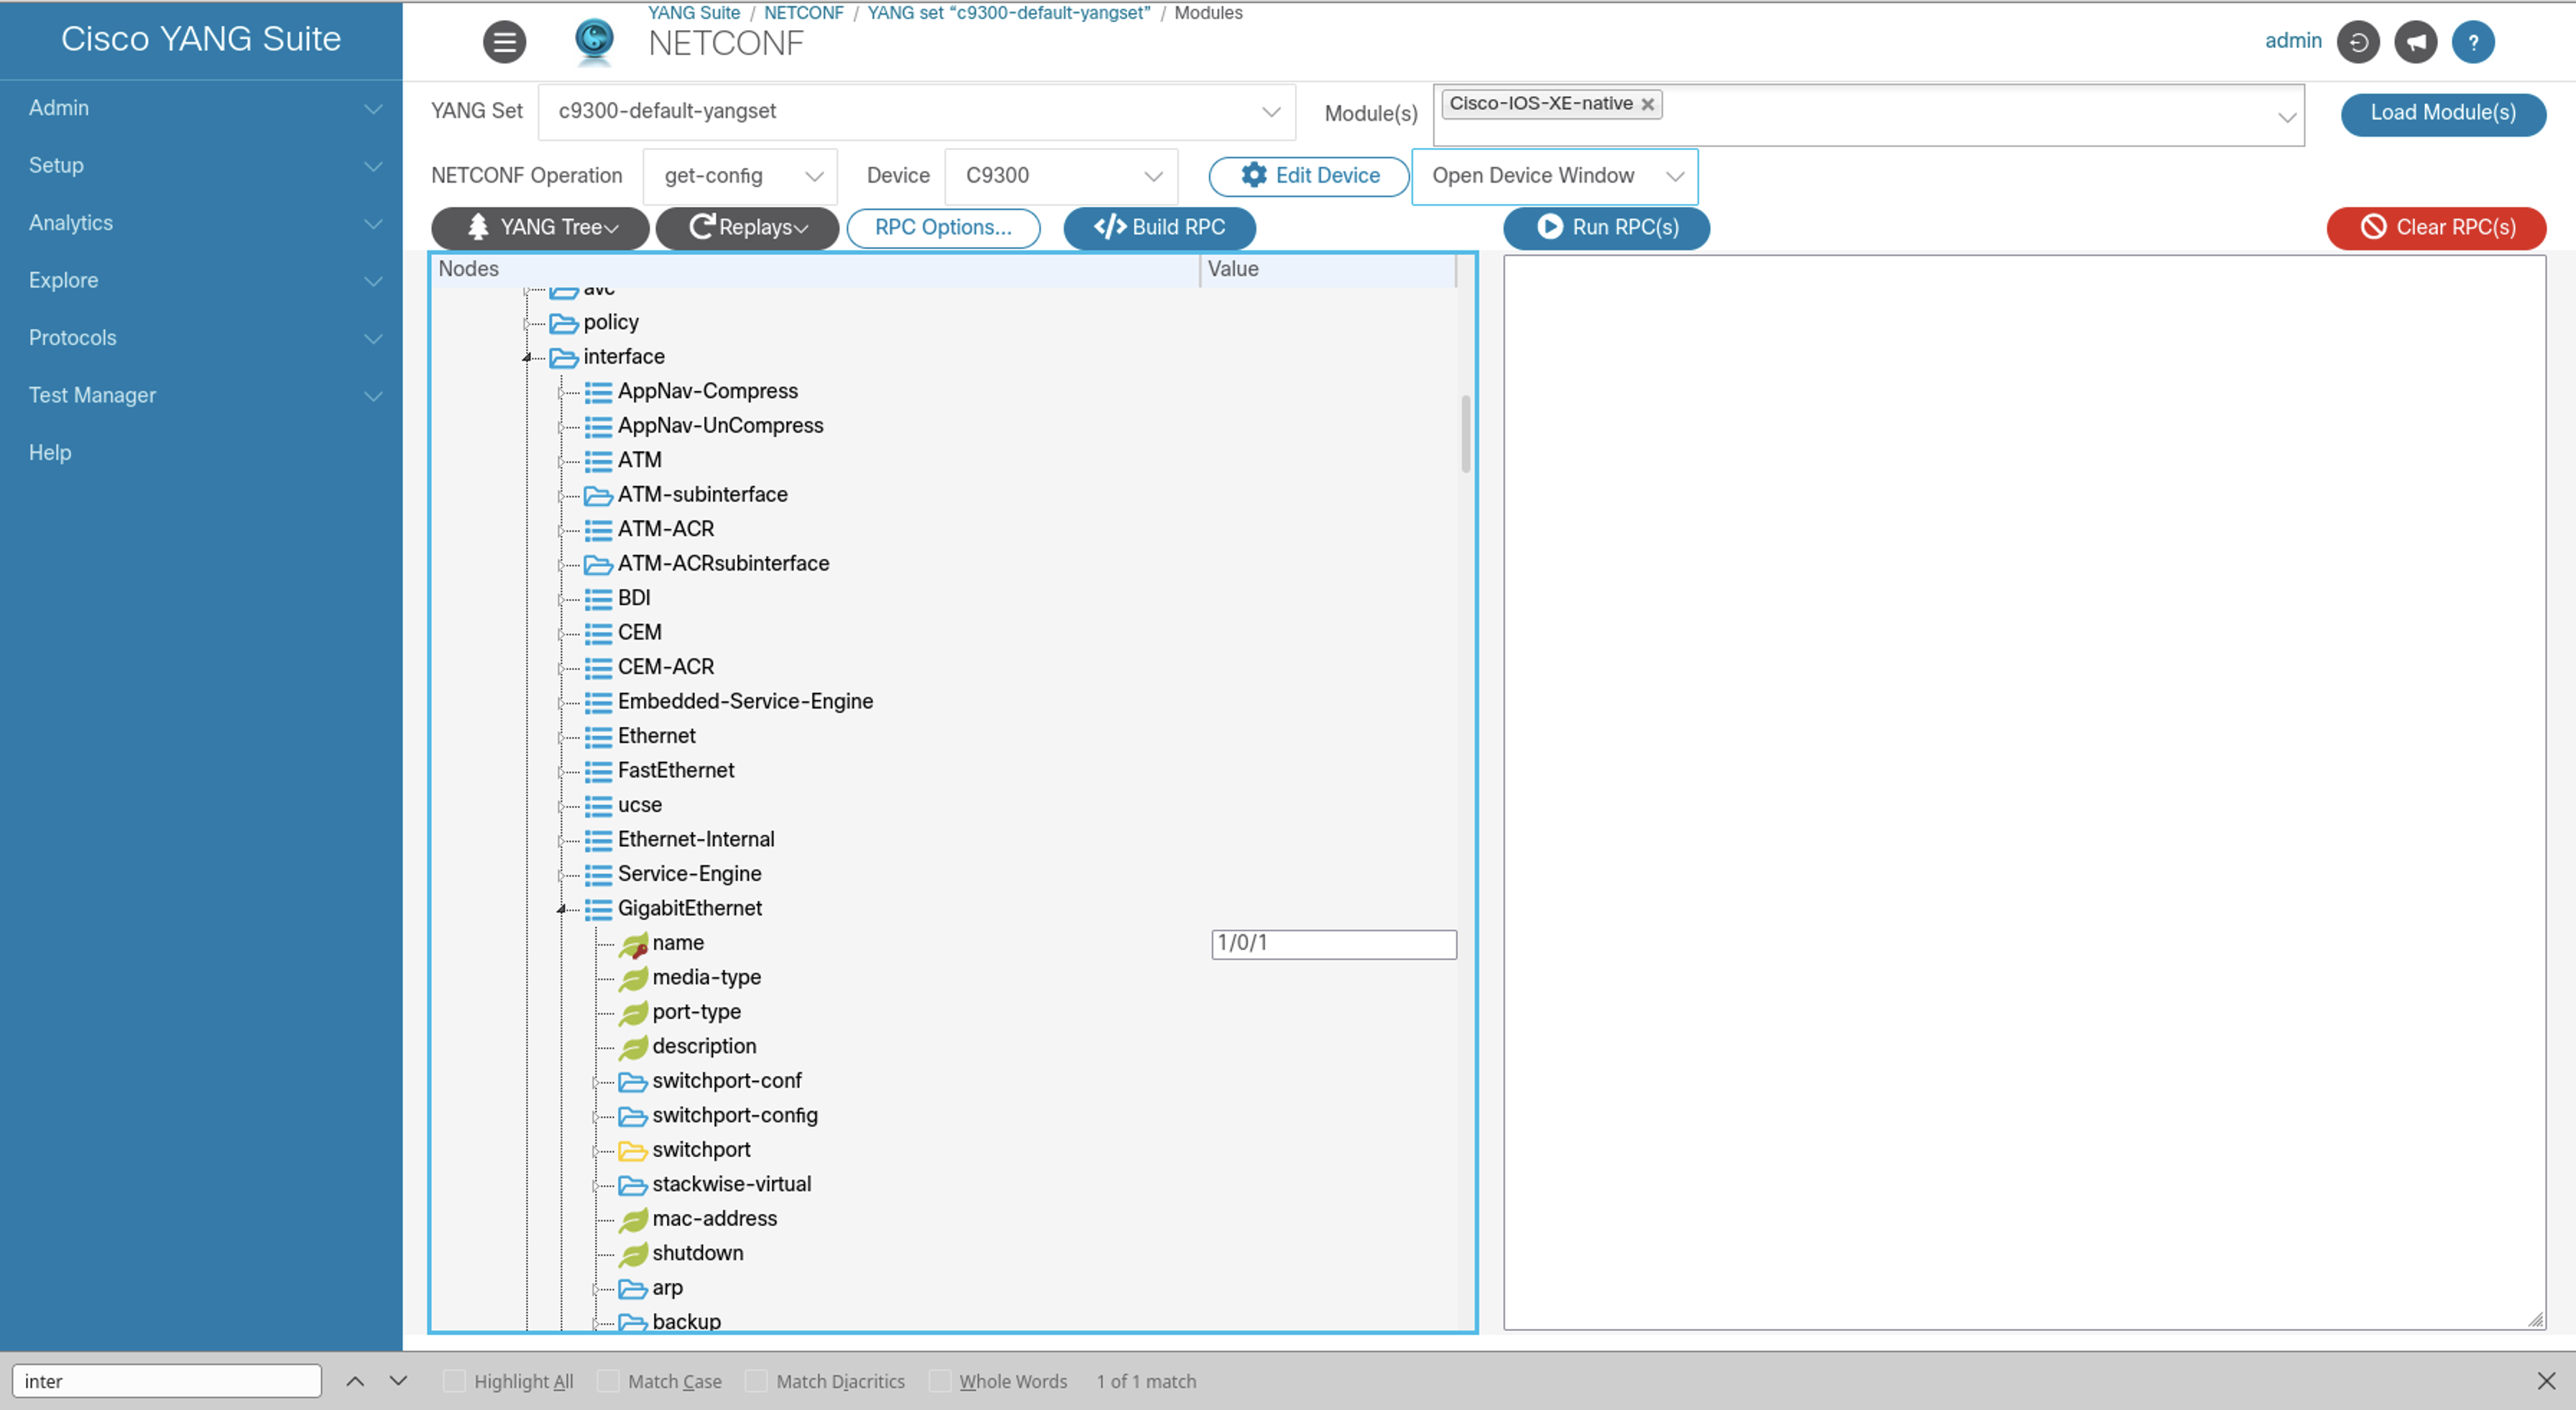 Cisco YANG Suite
Admin
Setup
Analytics
Explore
Protocols
Test Manager
Help
YANG Suite / NETCONF / YANG set "c9300-default-yangset" / Modules
NETCONF
admin
?
YANG Set c9300-default-yangset Module(s) Cisco-IOS-XE-native × Load Module(s)
NETCONF Operation get-config Device C9300 Edit Device Open Device Window
YANG Tree Replays RPC Options... </> Build RPC Run RPC(s) Clear RPC(s)
Nodes Value
avc
policy
interface
AppNav-Compress
AppNav-UnCompress
ATM
ATM-subinterface
ATM-ACR
ATM-ACRsubinterface
BDI
CEM
CEM-ACR
Embedded-Service-Engine
Ethernet
FastEthernet
ucse
Ethernet-Internal
Service-Engine
GigabitEthernet
name 1/0/1
media-type
port-type
description
switchport-conf
switchport-config
switchport
stackwise-virtual
mac-address
shutdown
arp
backup
inter Highlight All Match Case Match Diacritics Whole Words 1 of 1 match